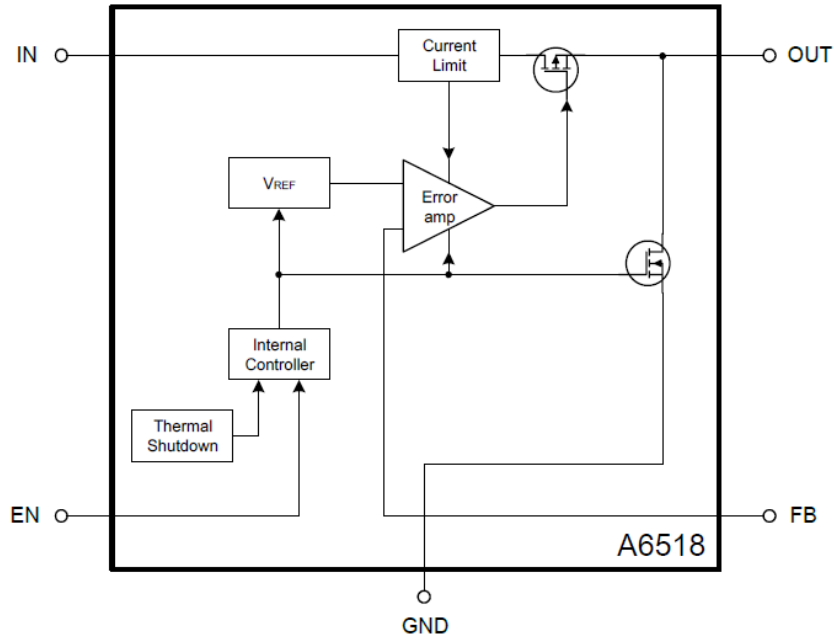 IN
Current
Limit
OUT
VREF
Error
amp
Internal
Controller
Thermal
Shutdown
EN
FB
A6518
GND